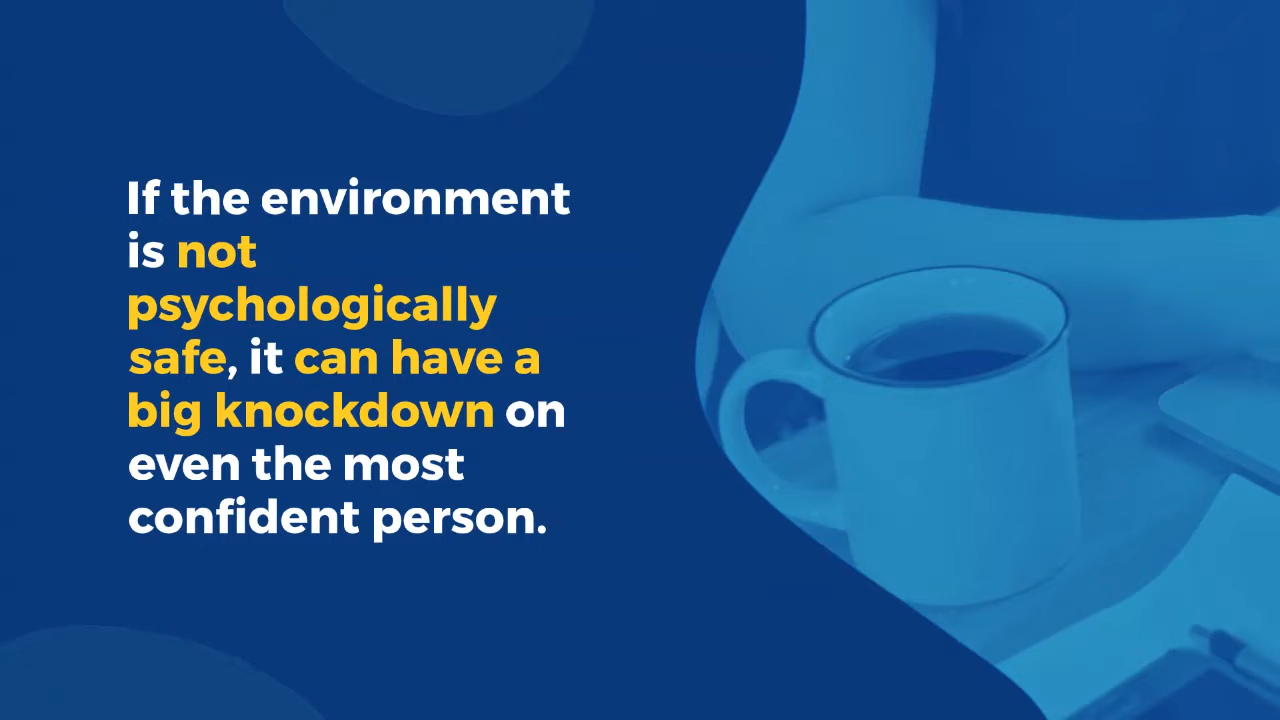 If the environment
is not
psychologically
safe, it can have a
big knockdown on
even the most
confident person.